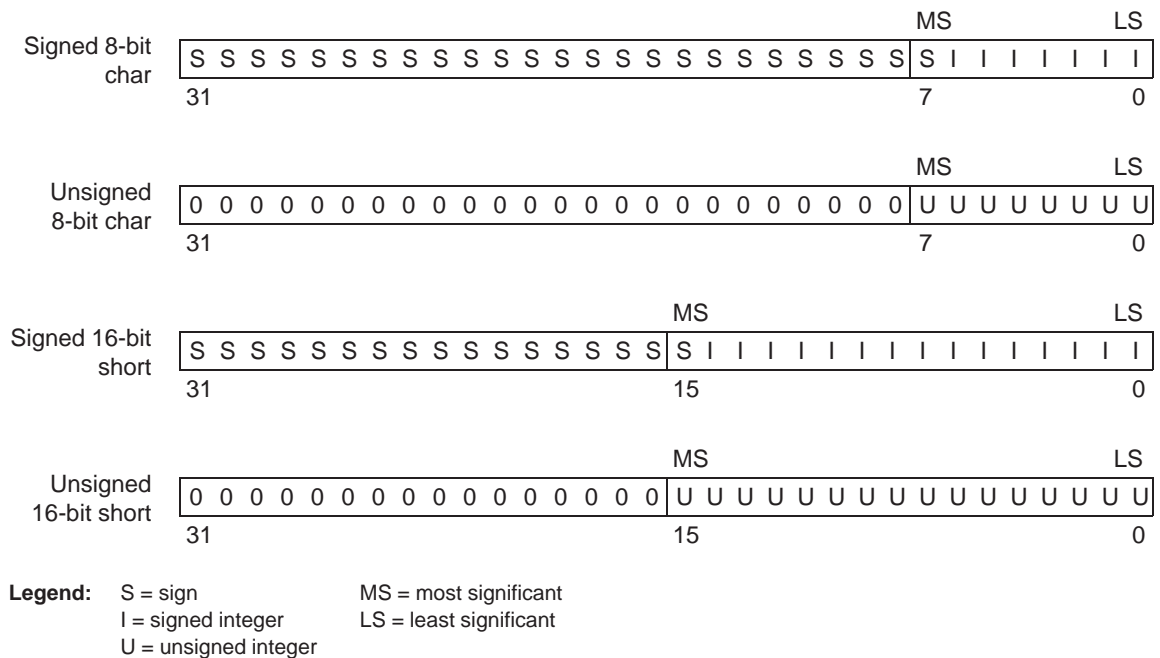 MS LS
Signed 8-bit
char
S S S S S S S S S S S S S S S S S S S S S S S S S I I I I I I I
31 7 0
MS LS
Unsigned
8-bit char
0 0 0 0 0 0 0 0 0 0 0 0 0 0 0 0 0 0 0 0 0 0 0 0 U U U U U U U U
31 7 0
MS LS
Signed 16-bit
short
S S S S S S S S S S S S S S S S S I I I I I I I I I I I I I I I
31 15 0
MS LS
Unsigned
16-bit short
0 0 0 0 0 0 0 0 0 0 0 0 0 0 0 0 U U U U U U U U U U U U U U U U
31 15 0
Legend: S = sign MS = most significant
I = signed integer LS = least significant
U = unsigned integer